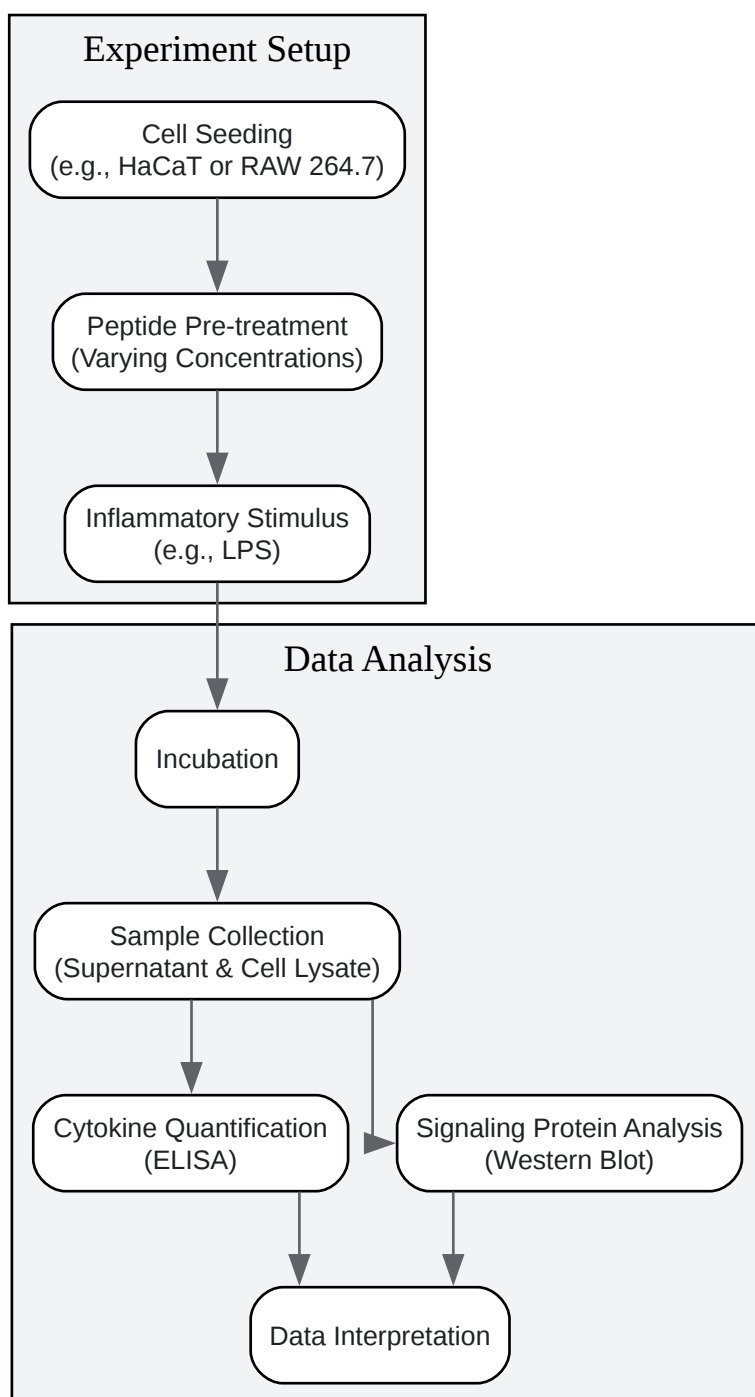 Experiment Setup
Cell Seeding
(e.g., HaCaT or RAW 264.7)
Peptide Pre-treatment
(Varying Concentrations)
Inflammatory Stimulus
(e.g., LPS)
Data Analysis
Incubation
Sample Collection
(Supernatant & Cell Lysate)
Cytokine Quantification
(ELISA)
Signaling Protein Analysis
(Western Blot)
Data Interpretation